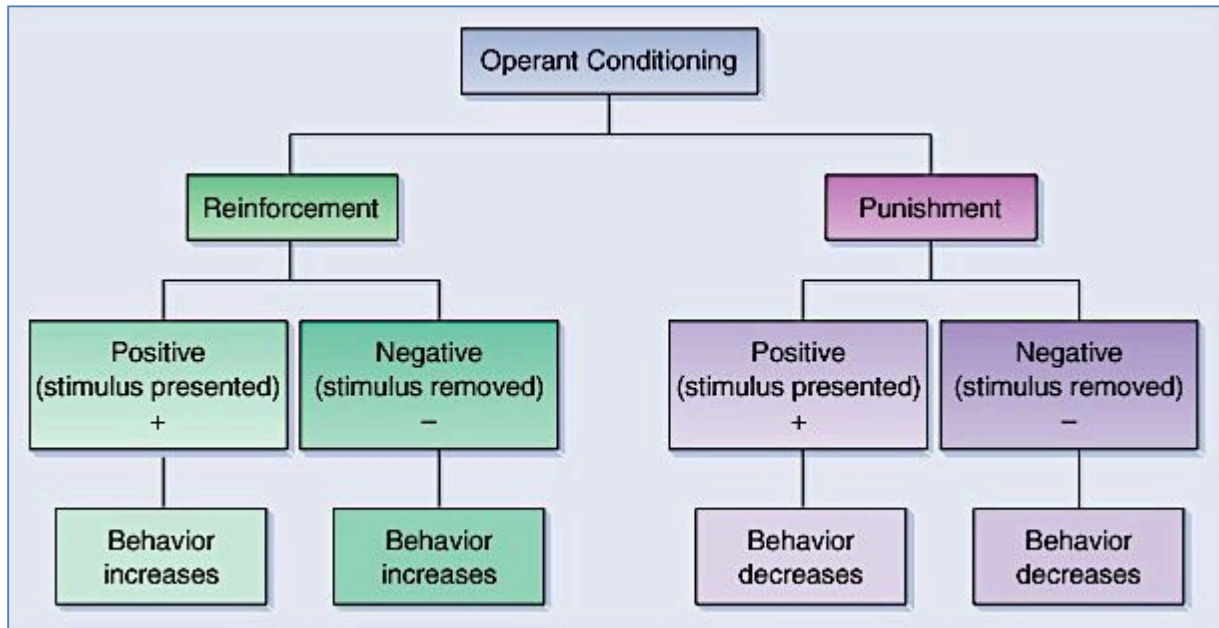 Operant Conditioning
Reinforcement
Punishment
Positive
(stimulus presented)
+
Negative
(stimulus removed)
–
Positive
(stimulus presented)
+
Negative
(stimulus removed)
–
Behavior
increases
Behavior
increases
Behavior
decreases
Behavior
decreases